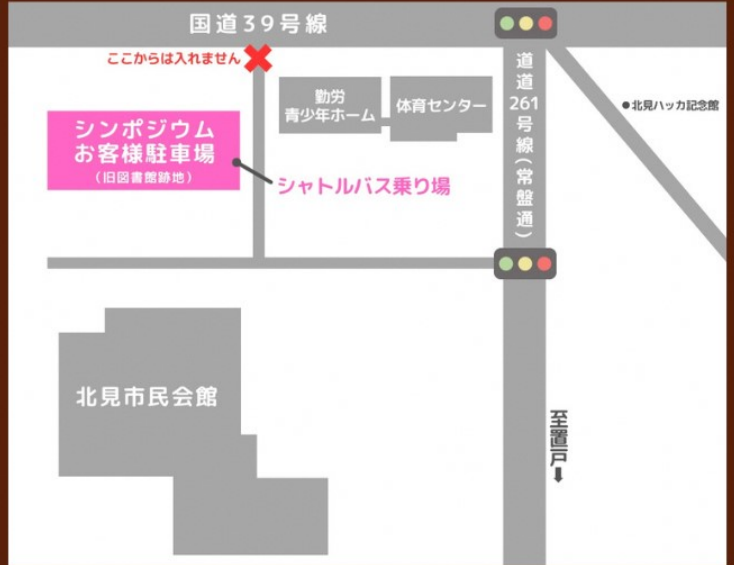 国道39号線
ここからは入れません
シンポジウム
お客様駐車場
(旧図書館跡地)
シャトルバス乗り場
勤労
青少年ホーム
体育センター
道道261号線(常盤通)
●北見ハッカ記念館
北見市民会館
至置戸⬇